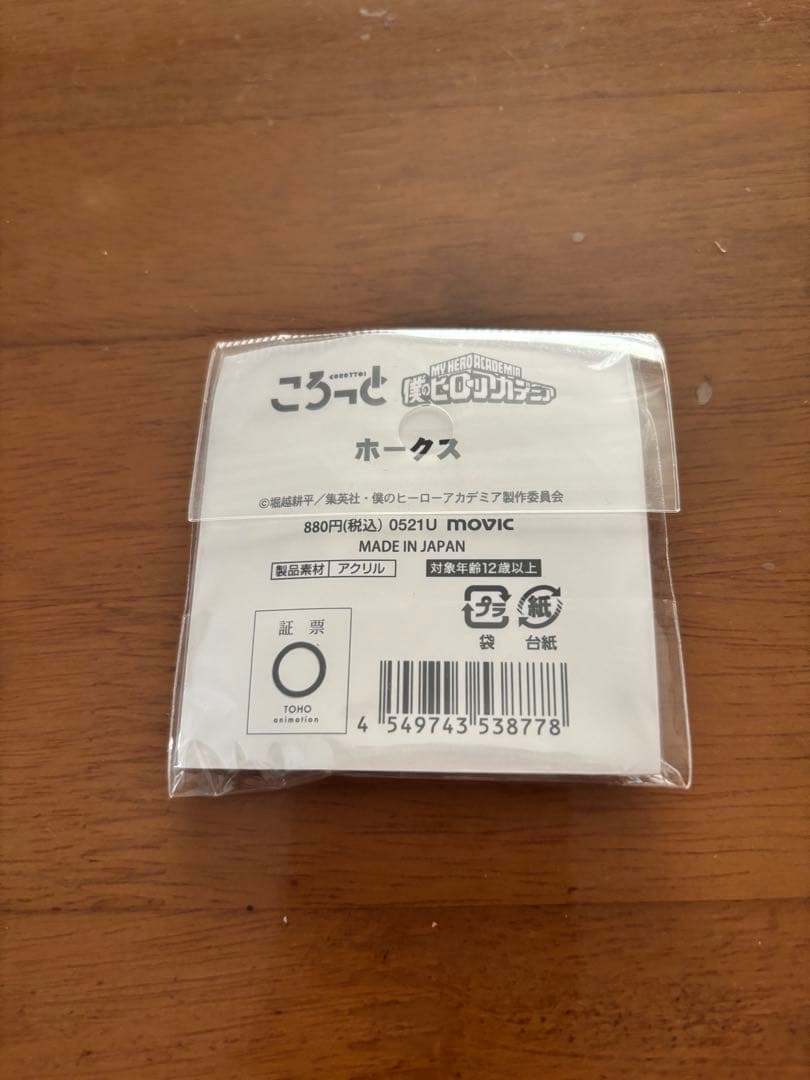 COROTTO!
ころっと
MY HERO ACADEMIA
僕のヒーローアカデミア
ホークス
©堀越耕平／集英社・僕のヒーローアカデミア製作委員会
880円(税込) 0521U movic
MADE IN JAPAN
製品素材 アクリル 対象年齢12歳以上
プラ 紙
袋 台紙
証票
TOHO
animation
4 549743 538778